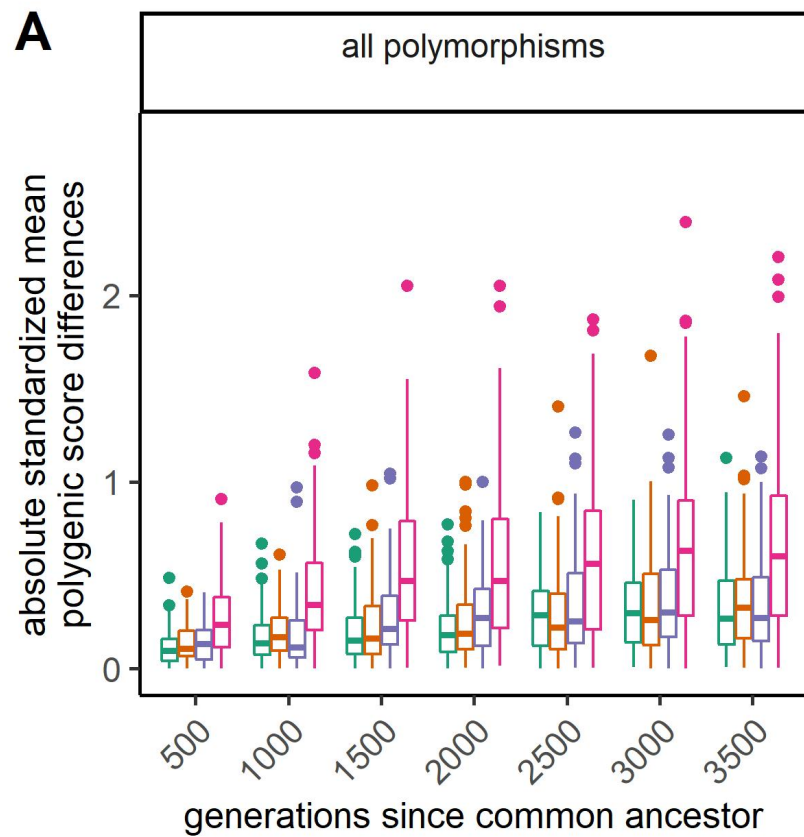 A
all polymorphisms
absolute standardized mean
polygenic score differences
2
1
0
500
1000
1500
2000
2500
3000
3500
generations since common ancestor